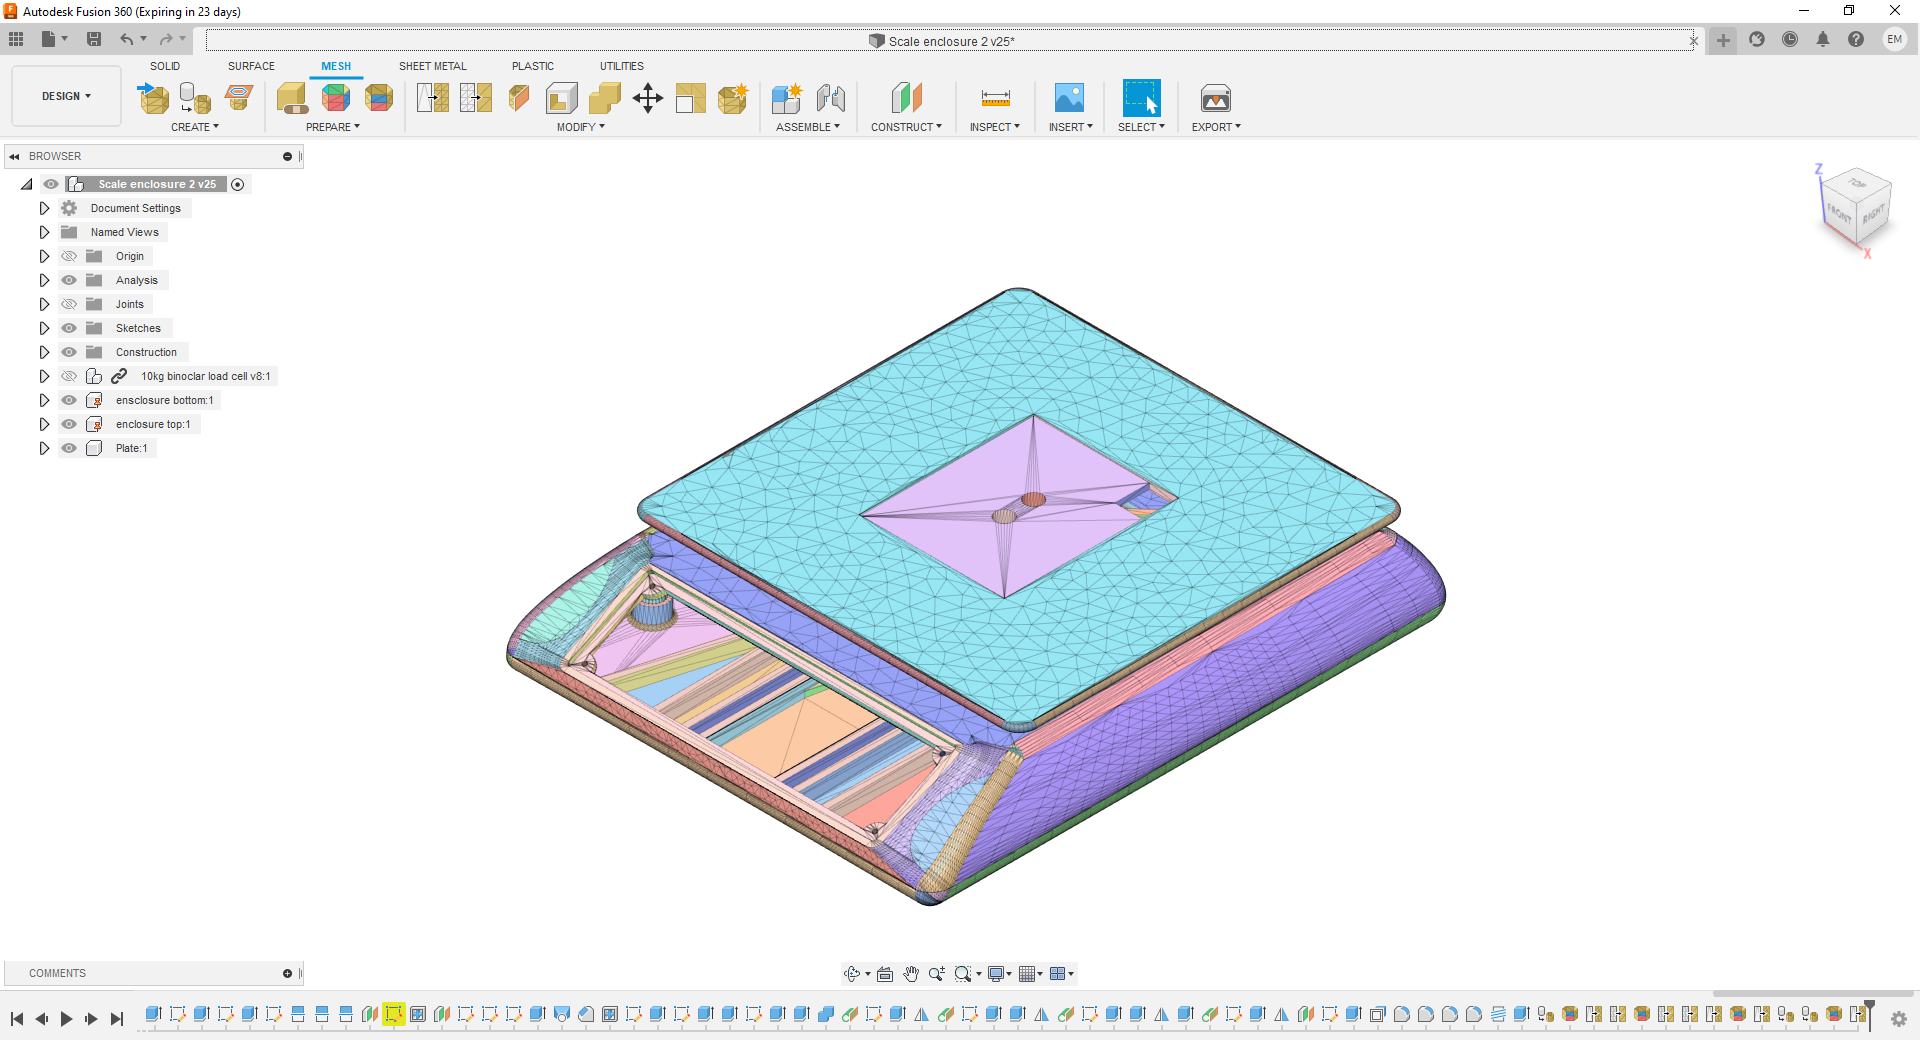 Autodesk Fusion 360 (Expiring in 23 days)
Scale enclosure 2 v25*
EM
SOLID SURFACE MESH SHEET METAL PLASTIC UTILITIES
DESIGN
CREATE PREPARE MODIFY ASSEMBLE CONSTRUCT INSPECT INSERT SELECT EXPORT
BROWSER
Scale enclosure 2 v25
Document Settings
Named Views
Origin
Analysis
Joints
Sketches
Construction
10kg binoclar load cell v8:1
ensclosure bottom:1
enclosure top:1
Plate:1
Z
TOP
FRONT RIGHT
X
COMMENTS